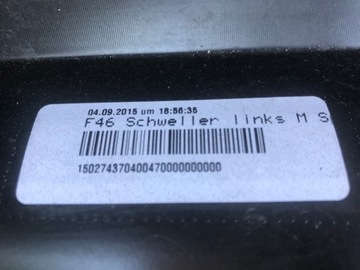 04.09.2015 um 18:56:35
F46 Schweller links M S
150274370400470000000000